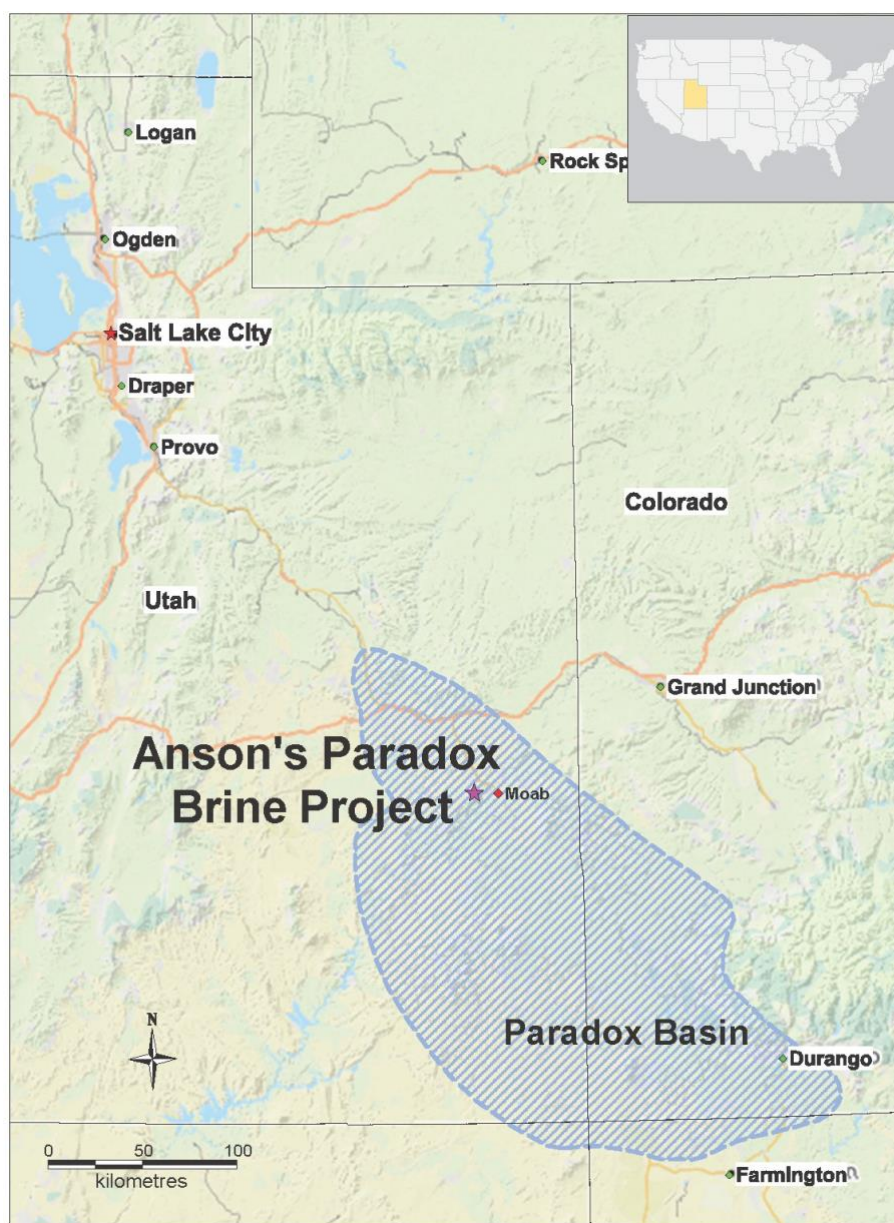 Logan
Rock Sp
Ogden
Salt Lake City
Draper
Provo
Colorado
Utah
Grand Junction
Anson's Paradox
Brine Project
Moab
Paradox Basin
N
Durango
0 50 100
kilometres
Farmington